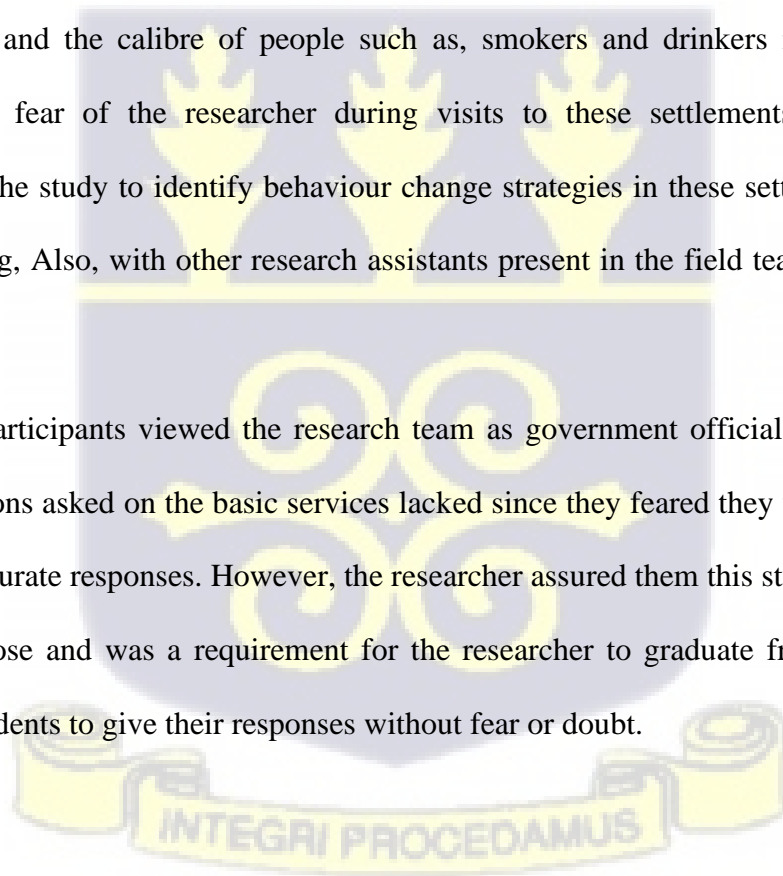 and the calibre of people such as, smokers and drinkers
fear of the researcher during visits to these settlements
he study to identify behaviour change strategies in these sett
g, Also, with other research assistants present in the field tea
articipants viewed the research team as government official
ons asked on the basic services lacked since they feared they
urate responses. However, the researcher assured them this st
ose and was a requirement for the researcher to graduate fr
dents to give their responses without fear or doubt.
INTEGRI PROCEDAMUS